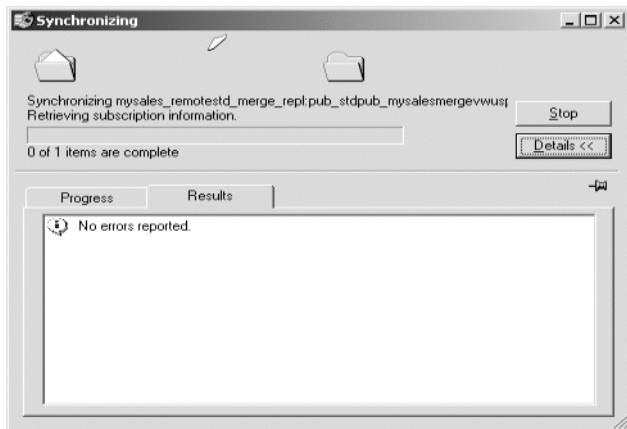 Synchronizing
Synchronizing mysales_remotestd_merge_repl:pub_stdpub_mysalesmergevwusp
Retrieving subscription information.
Stop
0 of 1 items are complete
Details <<
Progress
Results
No errors reported.